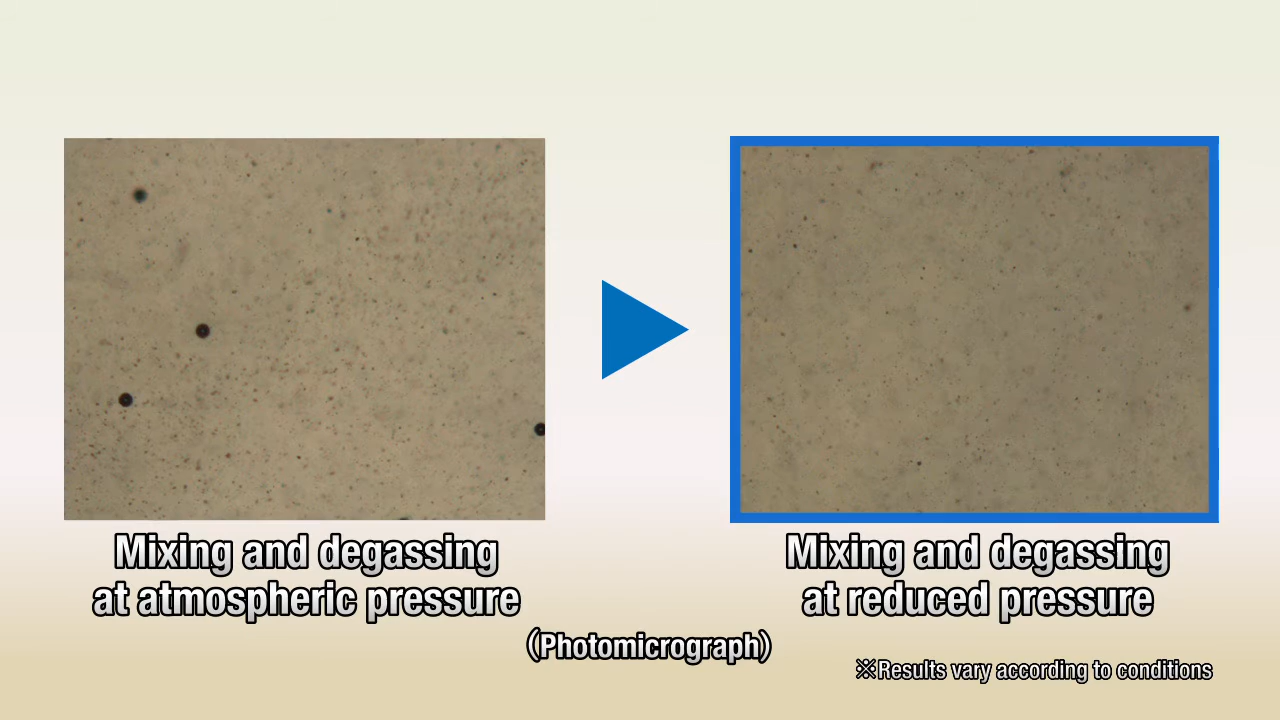 Mixing and degassing
at atmospheric pressure
Mixing and degassing
at reduced pressure
（Photomicrograph）
※Results vary according to conditions